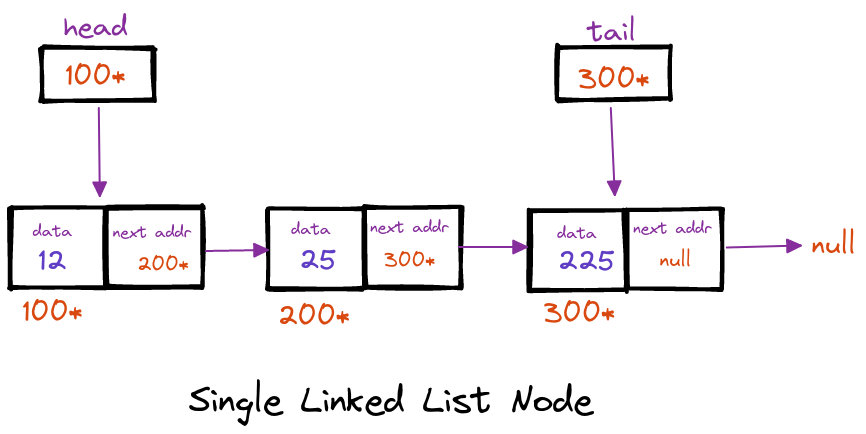 head
tail
100*
300*
data
next addr
data
next addr
data
next addr
12
200*
25
300*
225
null
null
100*
200*
300*
Single Linked List Node